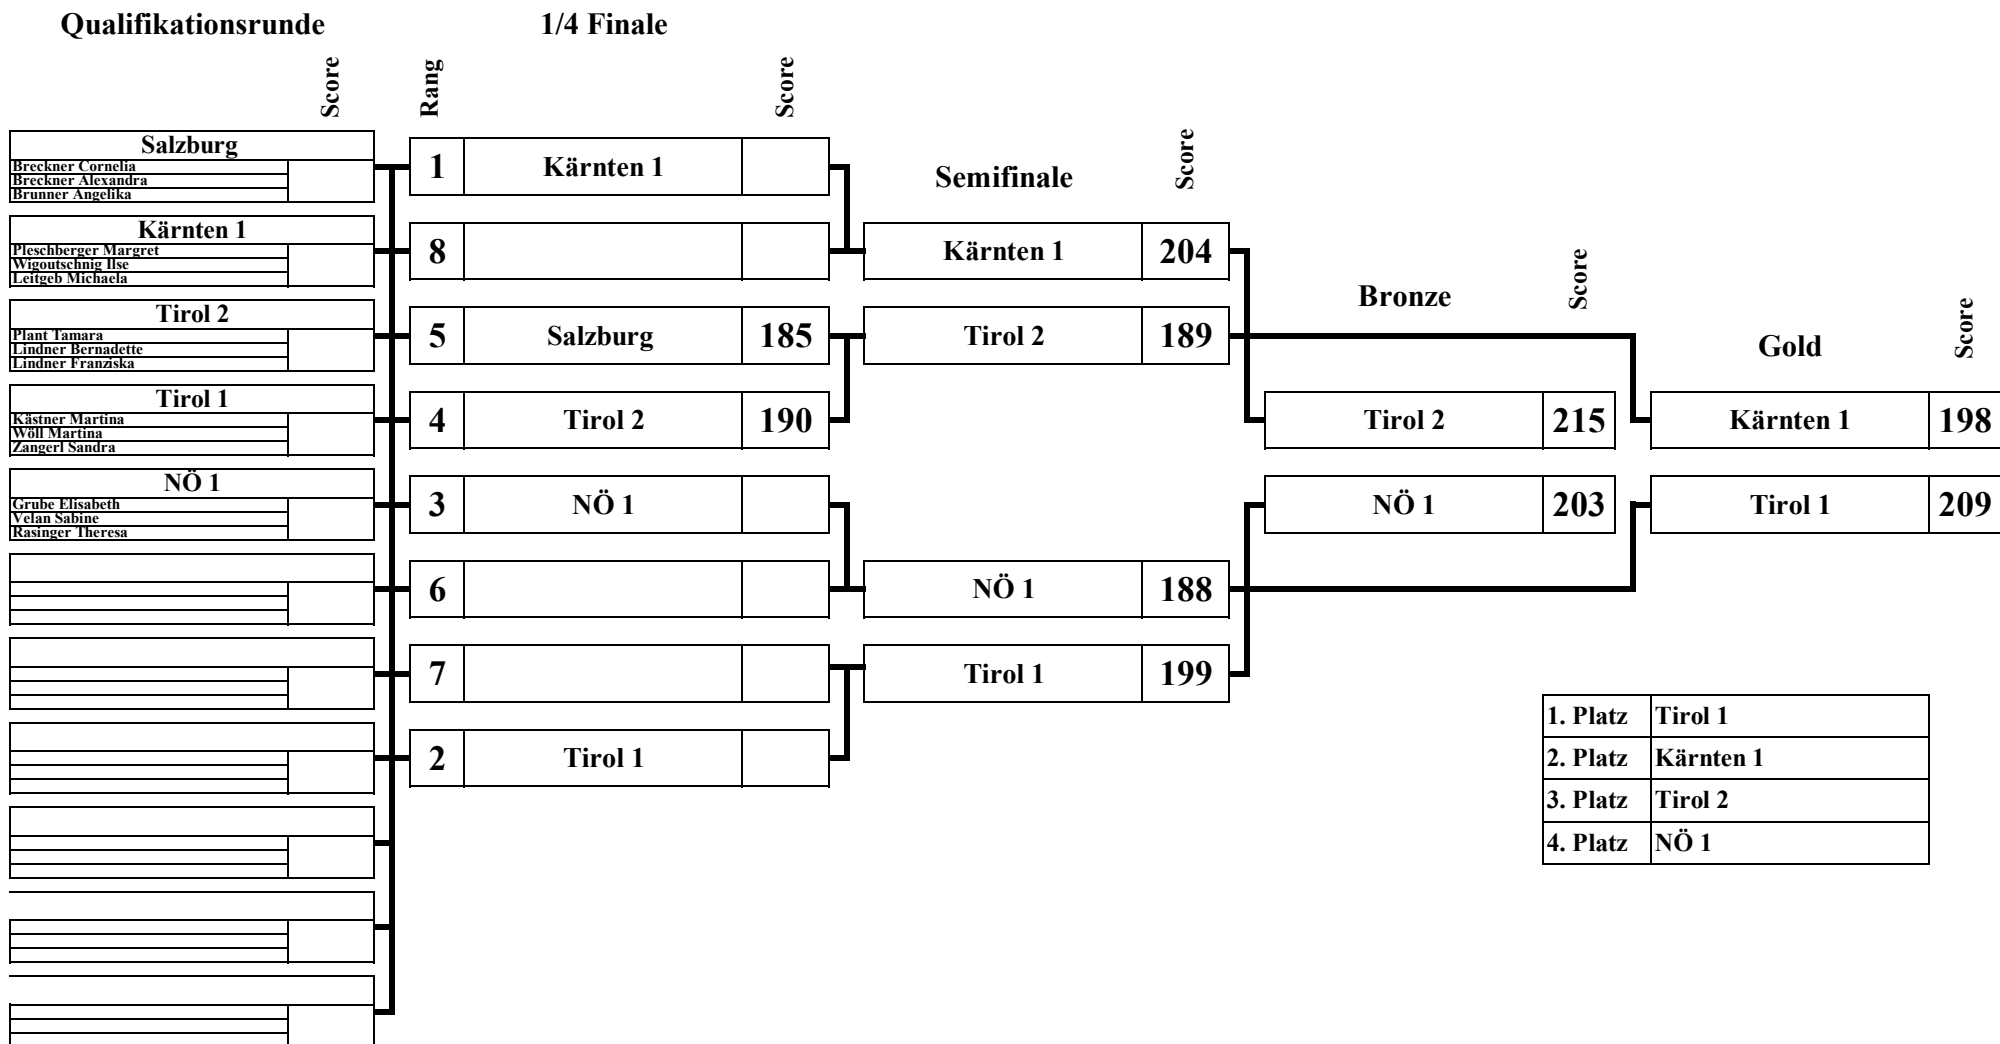 Qualifikationsrunde
Score
Salzburg
Breckner Cornelia
Breckner Alexandra
Brunner Angelika
Kärnten 1
Pleschberger Margret
Wigoutschnig Ilse
Leitgeb Michaela
Tirol 2
Plant Tamara
Lindner Bernadette
Lindner Franziska
Tirol 1
Kästner Martina
Wöll Martina
Zangerl Sandra
NÖ 1
Grube Elisabeth
Velan Sabine
Rasinger Theresa
1/4 Finale
Rang
Score
1 Kärnten 1
8
5 Salzburg 185
4 Tirol 2 190
3 NÖ 1
6
7
2 Tirol 1
Semifinale
Score
Kärnten 1 204
Tirol 2 189
NÖ 1 188
Tirol 1 199
Bronze
Score
Tirol 2 215
NÖ 1 203
Gold
Score
Kärnten 1 198
Tirol 1 209
1. Platz Tirol 1
2. Platz Kärnten 1
3. Platz Tirol 2
4. Platz NÖ 1